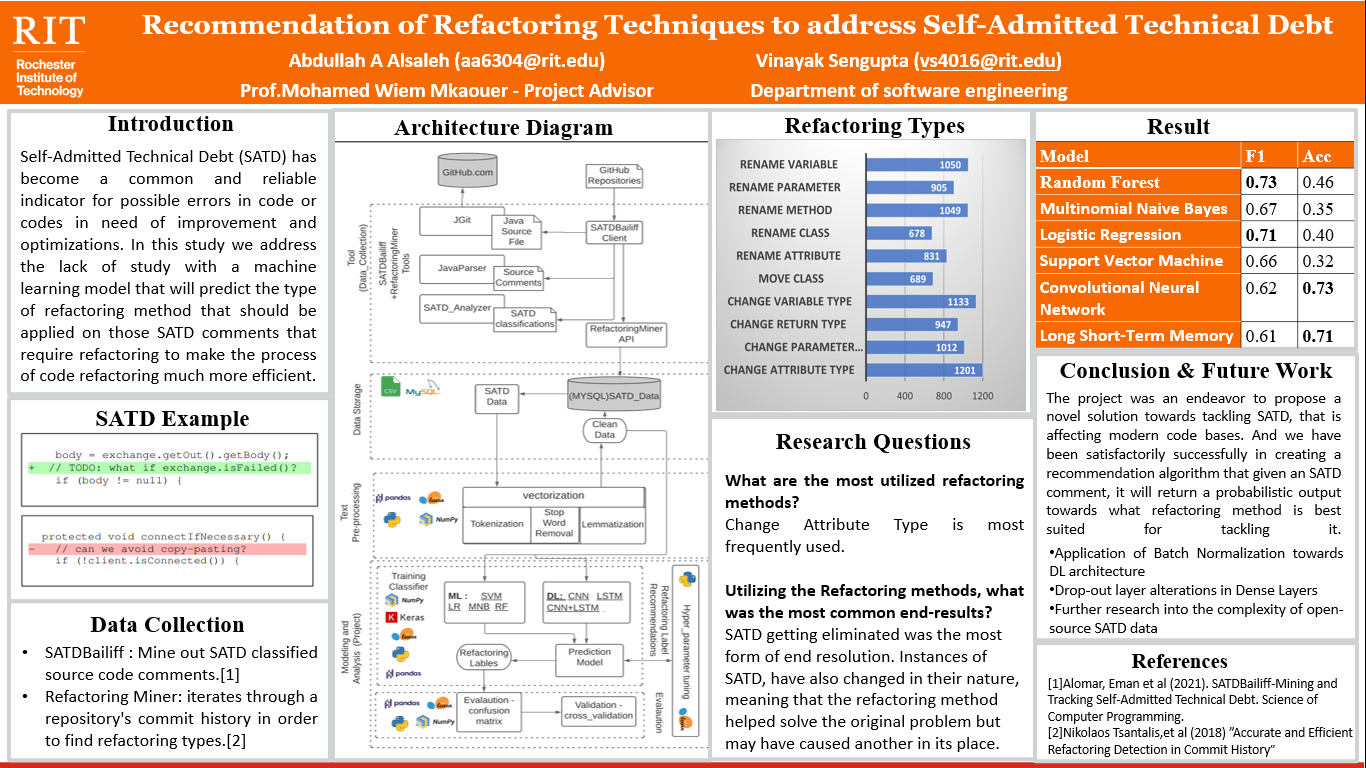 RIT
Rochester
Institute of
Technology
Recommendation of Refactoring Techniques to address Self-Admitted Technical Debt
Abdullah A Alsaleh (aa6304@rit.edu)
Vinayak Sengupta (vs4016@rit.edu)
Prof.Mohamed Wiem Mkaouer - Project Advisor
Department of software engineering
Introduction
Self-Admitted Technical Debt (SATD) has
become a common and reliable
indicator for possible errors in code or
codes in need of improvement and
optimizations. In this study we address
the lack of study with a machine
learning model that will predict the type
of refactoring method that should be
applied on those SATD comments that
require refactoring to make the process
of code refactoring much more efficient.
SATD Example
body = exchange.getOut().getBody();
+ // TODO: what if exchange.isFailed()?
if (body != null) {
protected void connectIfNecessary() {
- // can we avoid copy-pasting?
if (!client.isConnected()) {
Data Collection
• SATDBailiff : Mine out SATD classified
source code comments.[1]
• Refactoring Miner: iterates through a
repository's commit history in order
to find refactoring types.[2]
Architecture Diagram
GitHub.com
GitHub
Repositories
Tool
(Data_Collection)
SATDBailiff
+RefactoringMiner
Tools
JGit
Java
Source
File
SATDBailiff
Client
JavaParser
Source
Comments
SATD_Analyzer
SATD
classifications
RefactoringMiner
API
Data Storage
CSV
MySQL
SATD
Data
(MYSQL)SATD_Data
Clean
Data
Text
Pre-processing
pandas
NumPy
vectorization
Tokenization
Stop
Word
Removal
Lemmatization
Modeling and
Analysis (Project)
Training
Classifier
NumPy
Keras
pandas
ML : SVM
LR MNB RF
DL: CNN LSTM
CNN+LSTM
Refactoring
Lables
Prediction
Model
Refactoring Label
Recommendations
Hyper_parameter tuning
pandas
NumPy
Evalaution -
confusion
matrix
Validation -
cross_validation
Evalaution
Refactoring Types
RENAME VARIABLE 1050
RENAME PARAMETER 905
RENAME METHOD 1049
RENAME CLASS 678
RENAME ATTRIBUTE 831
MOVE CLASS 689
CHANGE VARIABLE TYPE 1133
CHANGE RETURN TYPE 947
CHANGE PARAMETER... 1012
CHANGE ATTRIBUTE TYPE 1201
0 400 800 1200
Research Questions
What are the most utilized refactoring
methods?
Change Attribute Type is most
frequently used.
Utilizing the Refactoring methods, what
was the most common end-results?
SATD getting eliminated was the most
form of end resolution. Instances of
SATD, have also changed in their nature,
meaning that the refactoring method
helped solve the original problem but
may have caused another in its place.
Result
Model F1 Acc
Random Forest 0.73 0.46
Multinomial Naive Bayes 0.67 0.35
Logistic Regression 0.71 0.40
Support Vector Machine 0.66 0.32
Convolutional Neural
Network 0.62 0.73
Long Short-Term Memory 0.61 0.71
Conclusion & Future Work
The project was an endeavor to propose a
novel solution towards tackling SATD, that is
affecting modern code bases. And we have
been satisfactorily successfully in creating a
recommendation algorithm that given an SATD
comment, it will return a probabilistic output
towards what refactoring method is best
suited for tackling it.
•Application of Batch Normalization towards
DL architecture
•Drop-out layer alterations in Dense Layers
•Further research into the complexity of open-
source SATD data
References
[1]Alomar, Eman et al (2021). SATDBailiff-Mining and
Tracking Self-Admitted Technical Debt. Science of
Computer Programming.
[2]Nikolaos Tsantalis,et al (2018) ”Accurate and Efficient
Refactoring Detection in Commit History”